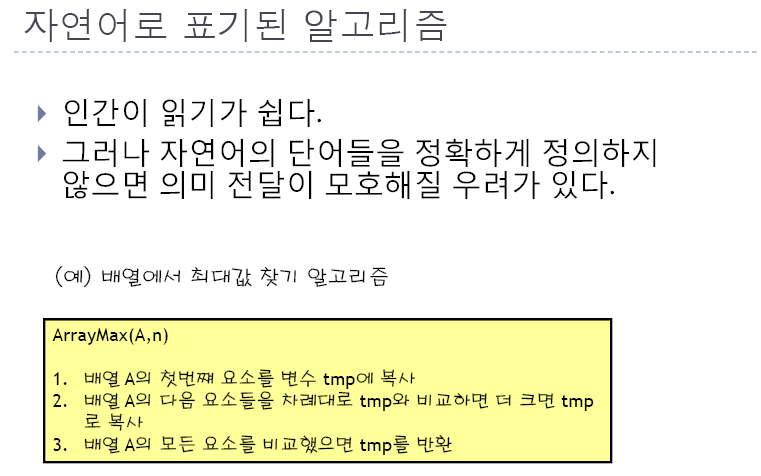 자연어로 표기된 알고리즘
인간이 읽기가 쉽다.
그러나 자연어의 단어들을 정확하게 정의하지
않으면 의미 전달이 모호해질 우려가 있다.
(예) 배열에서 최대값 찾기 알고리즘
ArrayMax(A,n)
1. 배열 A의 첫번쨰 요소를 변수 tmp에 복사
2. 배열 A의 다음 요소들을 차례대로 tmp와 비교하면 더 크면 tmp
로 복사
3. 배열 A의 모든 요소를 비교했으면 tmp를 반환